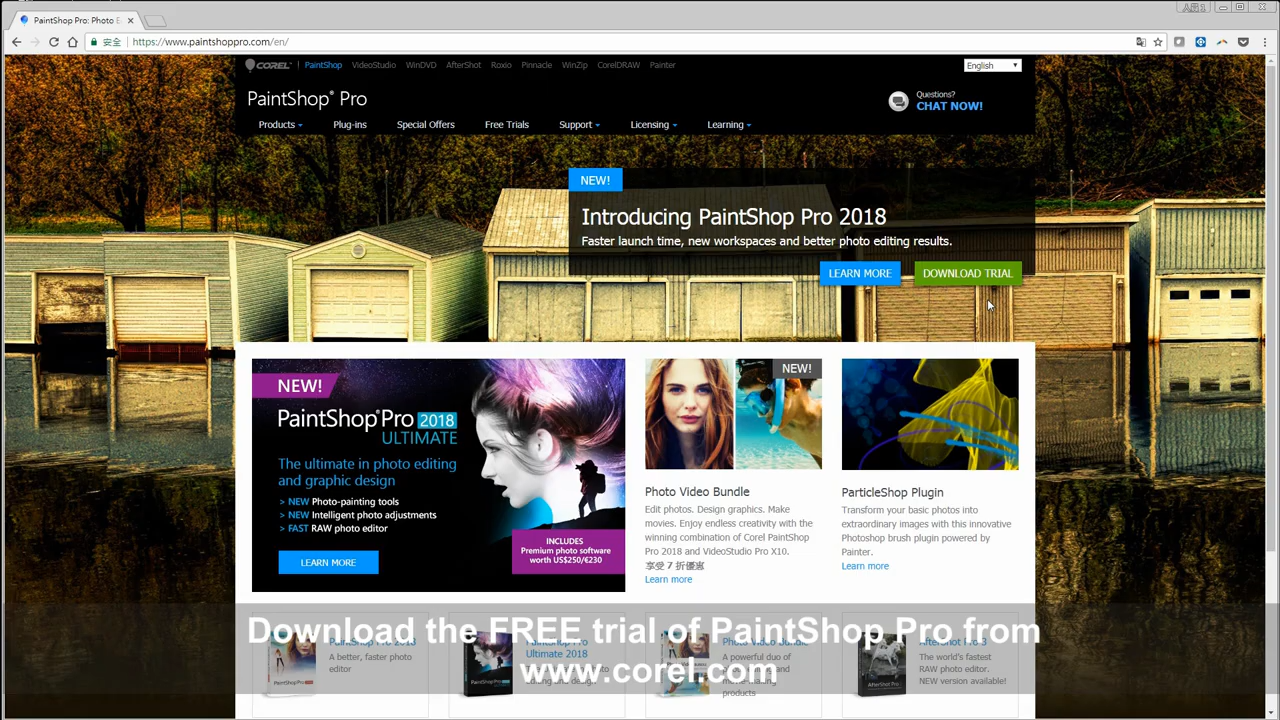 PaintShop Pro: Photo E
安全 https://www.paintshoppro.com/en/
COREL | PaintShop VideoStudio WinDVD AfterShot Roxio Pinnacle WinZip CorelDRAW Painter English
PaintShop® Pro
Questions?
CHAT NOW!
Products Plug-ins Special Offers Free Trials Support Licensing Learning
NEW!
Introducing PaintShop Pro 2018
Faster launch time, new workspaces and better photo editing results.
LEARN MORE DOWNLOAD TRIAL
NEW!
PaintShop® Pro 2018
ULTIMATE
The ultimate in photo editing
and graphic design
> NEW Photo-painting tools
> NEW Intelligent photo adjustments
> FAST RAW photo editor
LEARN MORE
INCLUDES
Premium photo software
worth US$250/€230
NEW!
Photo Video Bundle
Edit photos. Design graphics. Make
movies. Enjoy endless creativity with the
winning combination of Corel PaintShop
Pro 2018 and VideoStudio Pro X10.
享受 7 折優惠
Learn more
ParticleShop Plugin
Transform your basic photos into
extraordinary images with this innovative
Photoshop brush plugin powered by
Painter.
Learn more
Download the FREE trial of PaintShop Pro from
www.corel.com
PaintShop Pro 2018
A better, faster photo
editor
PaintShop Pro
Ultimate 2018
editing and design
Photo Video Bundle
A powerful duo of
products
AfterShot Pro 3
The world's fastest
RAW photo editor.
NEW version available!